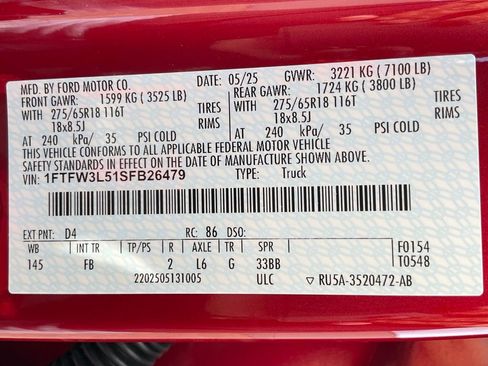 MFD. BY FORD MOTOR CO. DATE: 05/25 GVWR: 3221 KG ( 7100 LB)
FRONT GAWR: 1599 KG ( 3525 LB) REAR GAWR: 1724 KG ( 3800 LB)
WITH 275/65R18 116T TIRES WITH 275/65R18 116T TIRES
18x8.5J RIMS 18x8.5J RIMS
AT 240 kPa/ 35 PSI COLD AT 240 kPa/ 35 PSI COLD
THIS VEHICLE CONFORMS TO ALL APPLICABLE FEDERAL MOTOR VEHICLE
SAFETY STANDARDS IN EFFECT ON THE DATE OF MANUFACTURE SHOWN ABOVE.
VIN: 1FTFW3L51SFB26479 TYPE: Truck
EXT PNT: D4 RC: 86 DSO:
WB INT TR TP/PS R AXLE TR SPR F0154
145 FB 2 L6 G 33BB T0548
2202505131005 ULC ▽ RU5A-3520472-AB